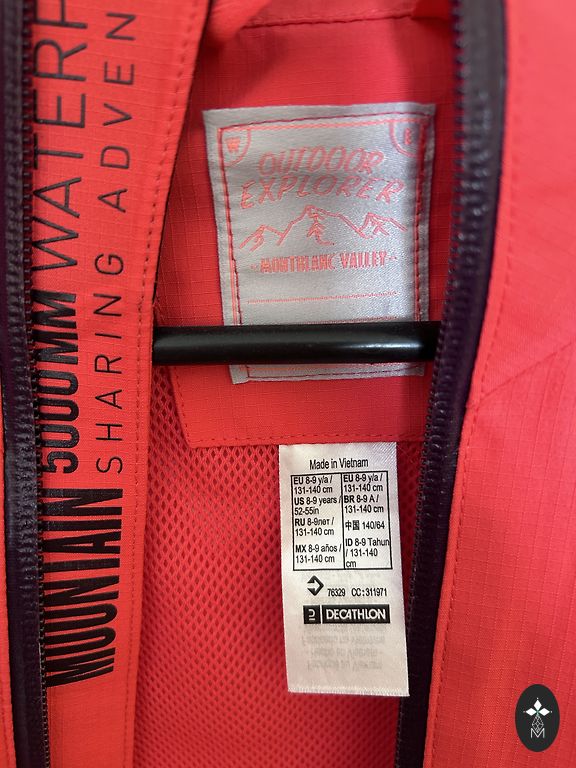 MOUNTAIN 5000MM WATERP
SHARING ADVEN
OUTDOOR
EXPLORER
- MONTBLANC VALLEY -
Made in Vietnam
EU 8-9 y/a /
131-140 cm
US 8-9 years /
52-55in
RU 8-9лет /
131-140 cm
MX 8-9 años /
131-140 cm
EU 8-9 y/a /
131-140 cm
BR 8-9 A /
131-140 cm
中国 140/64
ID 8-9 Tahun
/ 131-140
cm
76329 CC:311971
DECATHLON
M